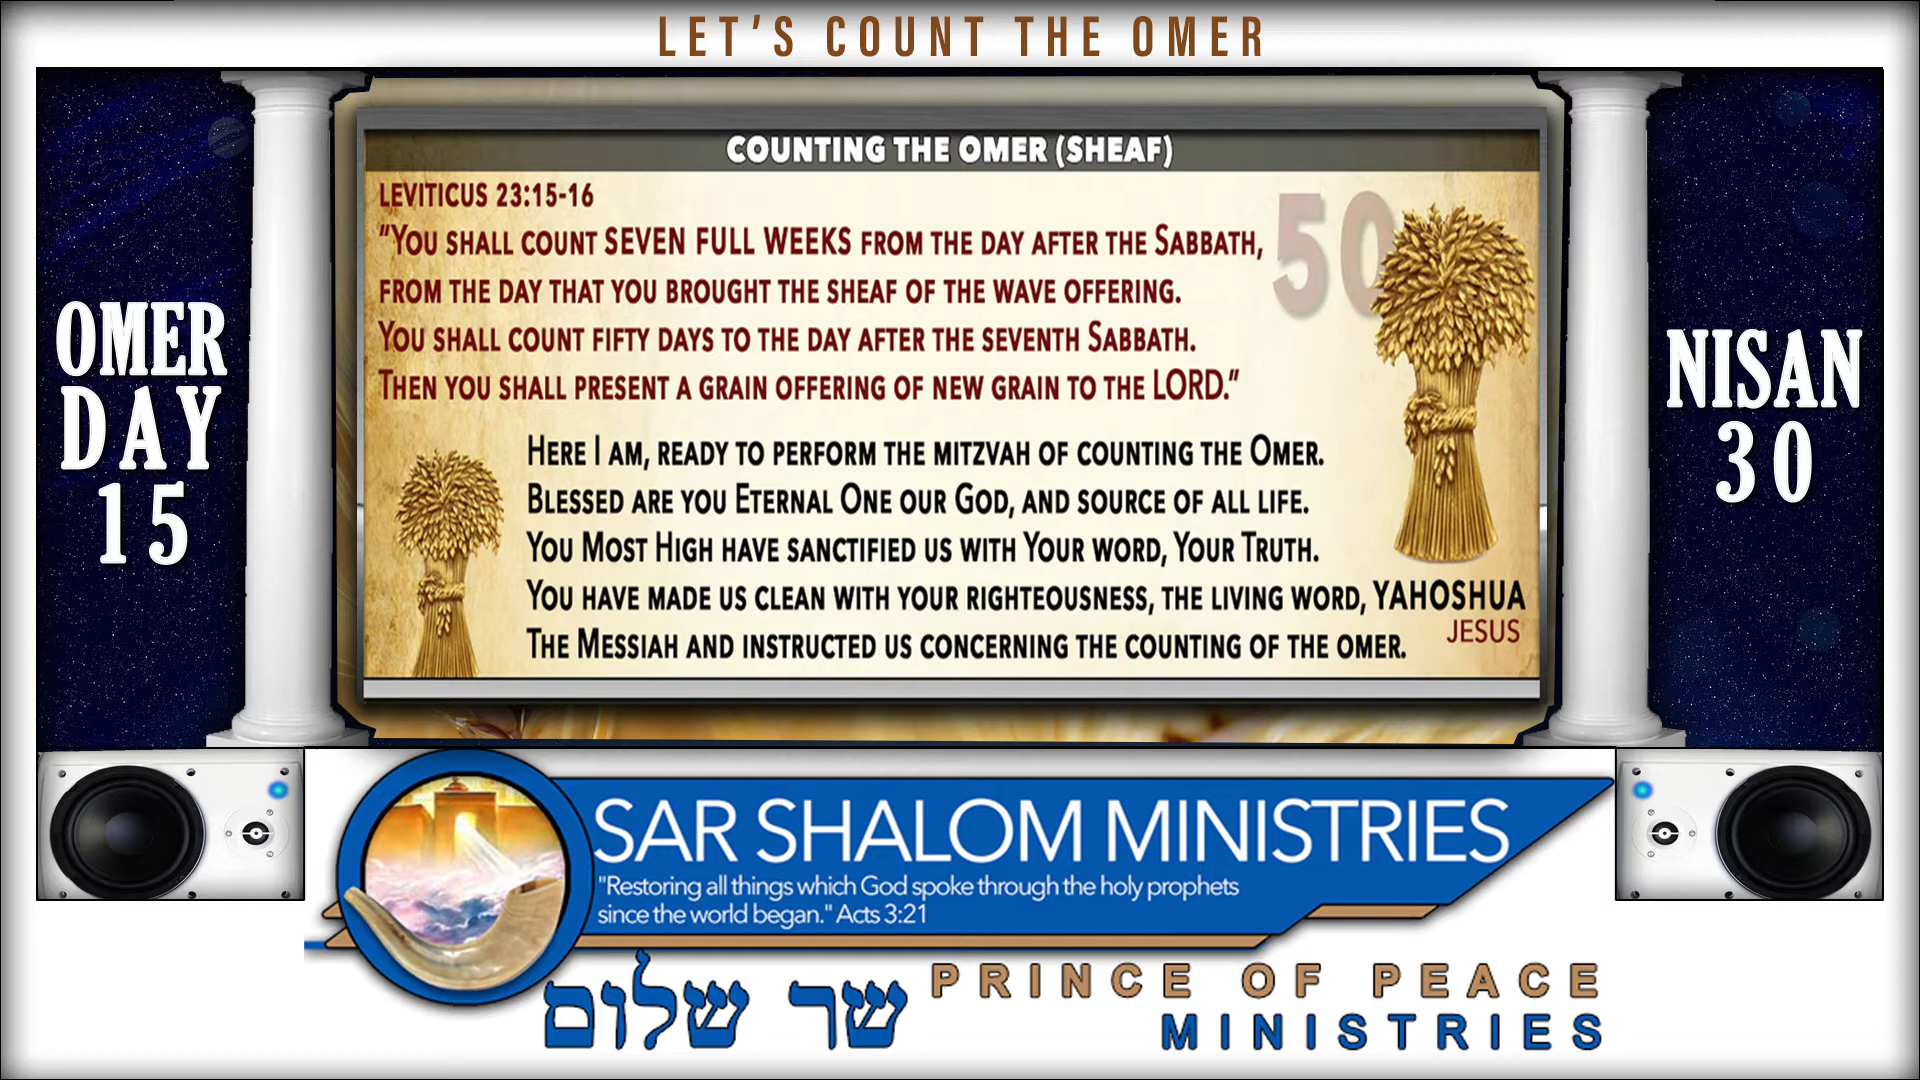 LET'S COUNT THE OMER
COUNTING THE OMER (SHEAF)
LEVITICUS 23:15-16
"YOU SHALL COUNT SEVEN FULL WEEKS FROM THE DAY AFTER THE SABBATH,
FROM THE DAY THAT YOU BROUGHT THE SHEAF OF THE WAVE OFFERING.
YOU SHALL COUNT FIFTY DAYS TO THE DAY AFTER THE SEVENTH SABBATH.
THEN YOU SHALL PRESENT A GRAIN OFFERING OF NEW GRAIN TO THE LORD."
50
HERE I AM, READY TO PERFORM THE MITZVAH OF COUNTING THE OMER.
BLESSED ARE YOU ETERNAL ONE OUR GOD, AND SOURCE OF ALL LIFE.
YOU MOST HIGH HAVE SANCTIFIED US WITH YOUR WORD, YOUR TRUTH.
YOU HAVE MADE US CLEAN WITH YOUR RIGHTEOUSNESS, THE LIVING WORD, YAHOSHUA
JESUS
THE MESSIAH AND INSTRUCTED US CONCERNING THE COUNTING OF THE OMER.
OMER
DAY
15
NISAN
30
SAR SHALOM MINISTRIES
"Restoring all things which God spoke through the holy prophets
since the world began." Acts 3:21
שר שלום
PRINCE OF PEACE
MINISTRIES